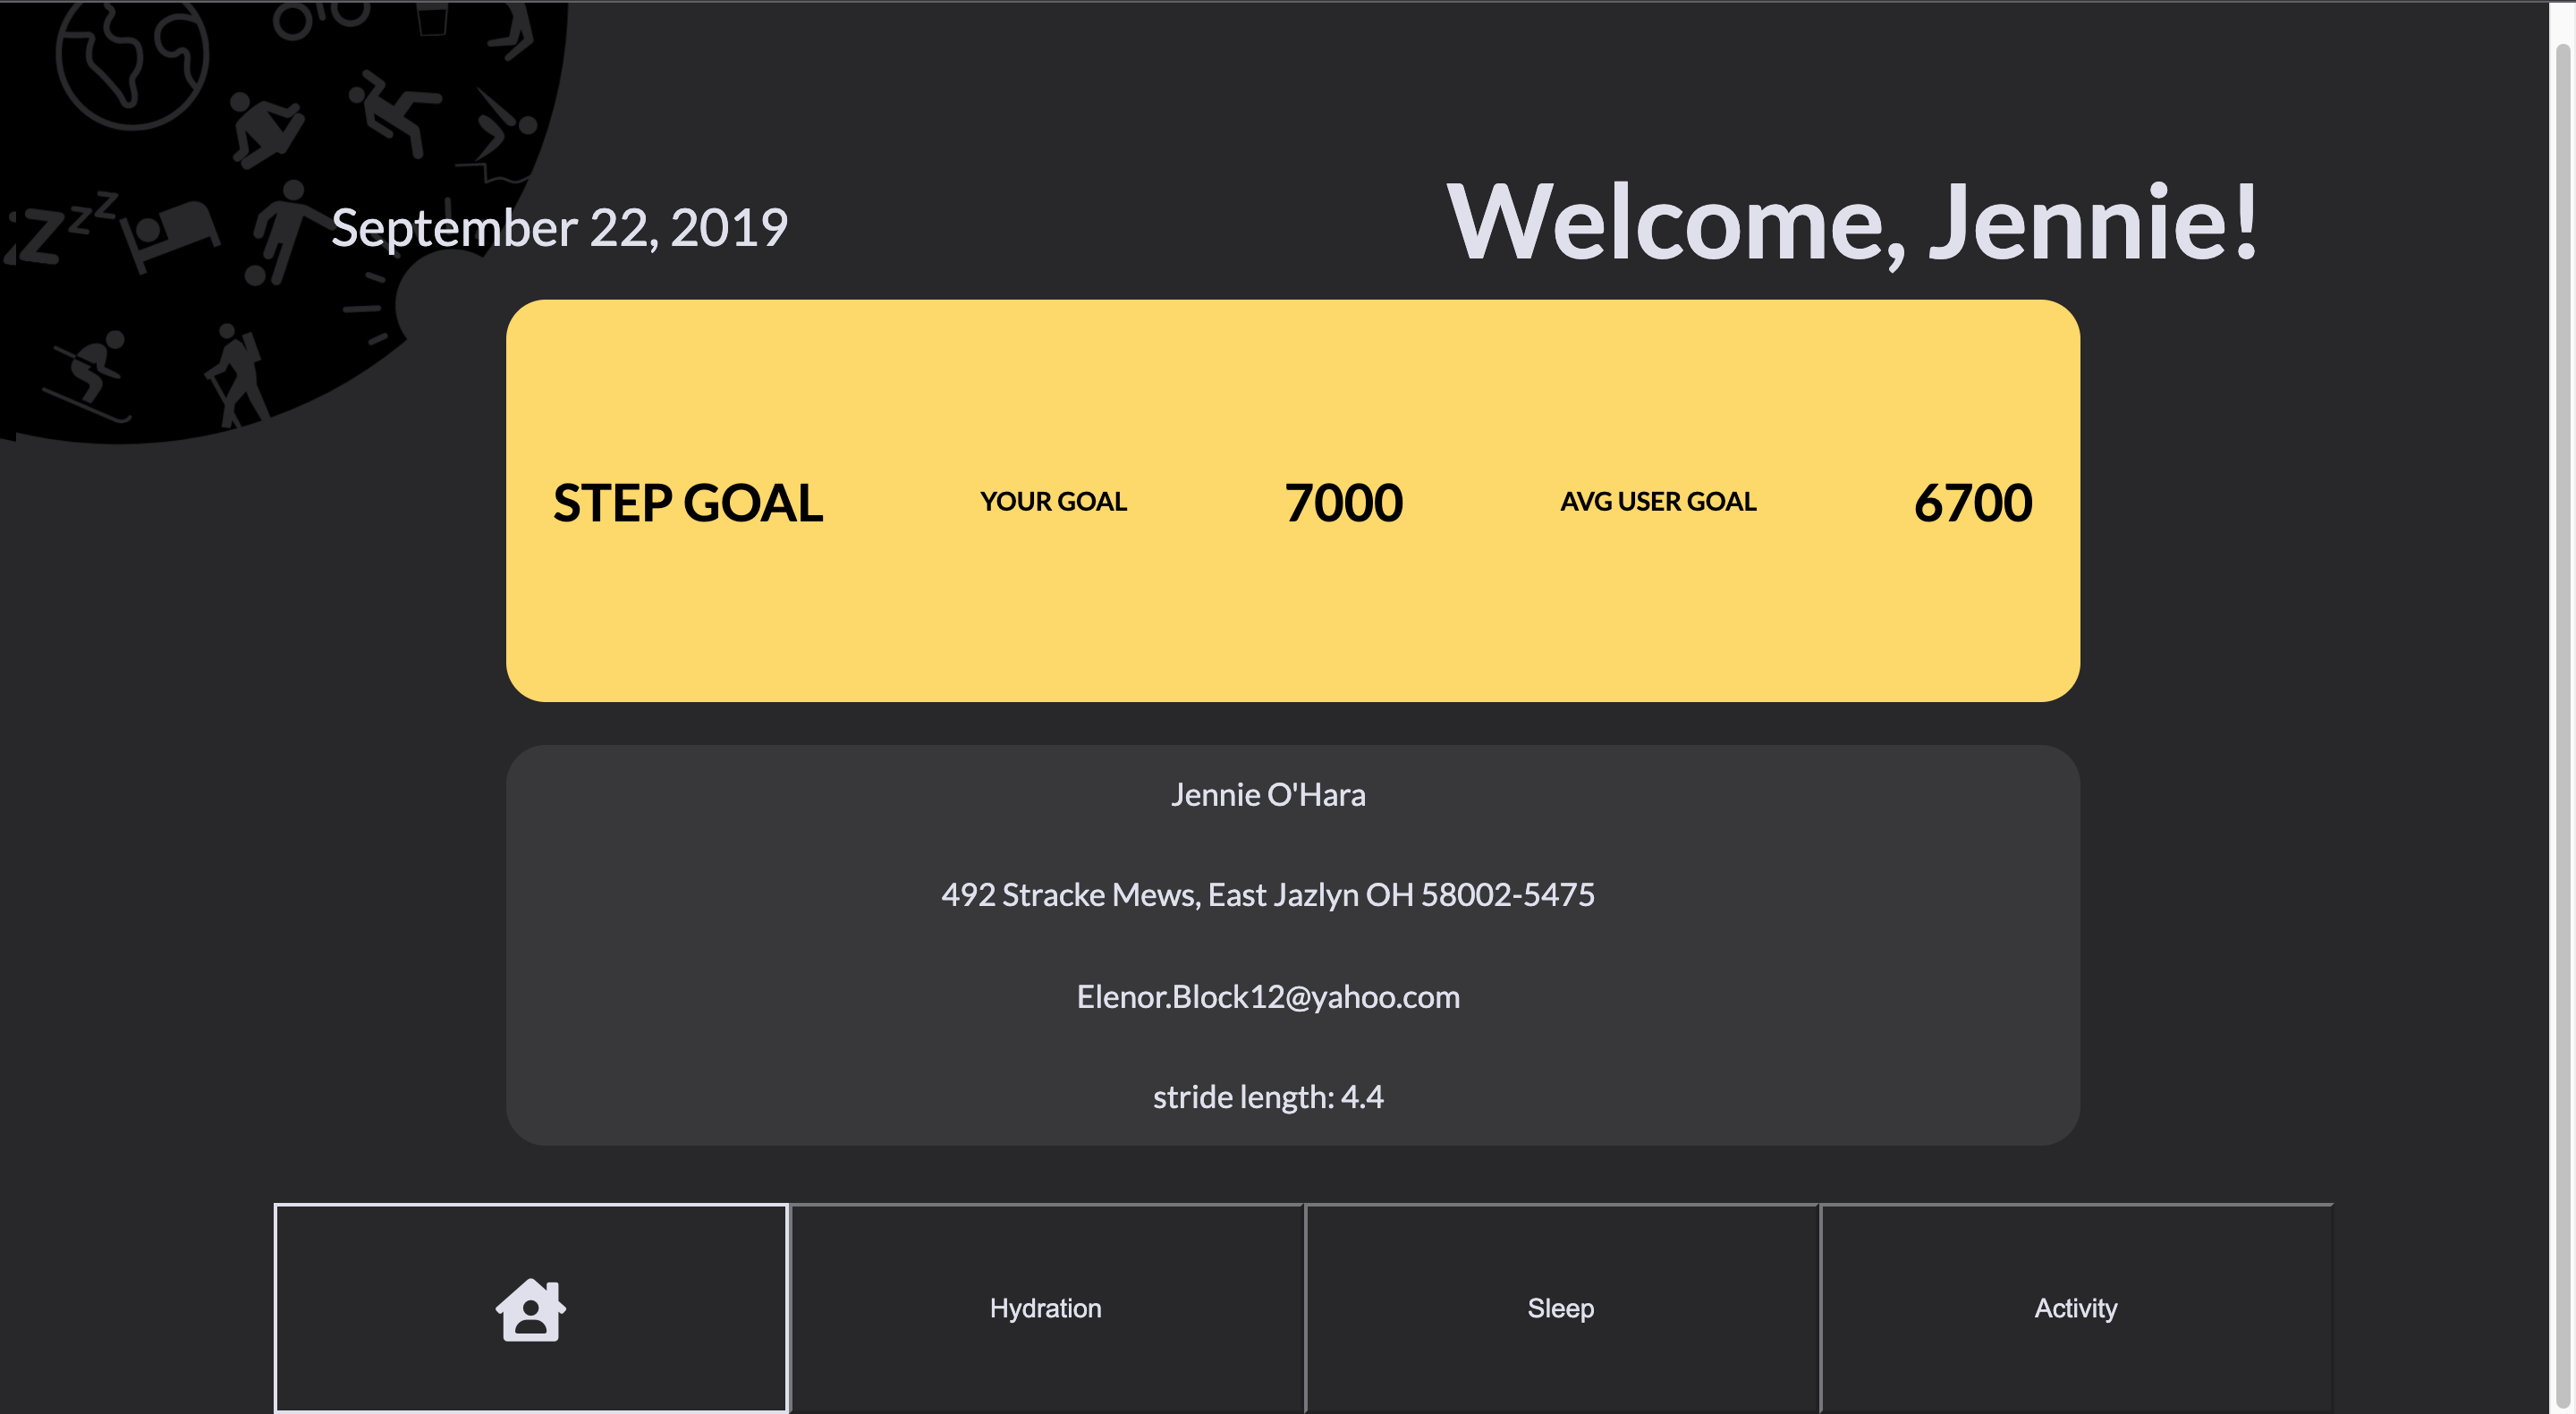 September 22, 2019
Welcome, Jennie!
zzzz
STEP GOAL YOUR GOAL 7000 AVG USER GOAL 6700
Jennie O'Hara
492 Stracke Mews, East Jazlyn OH 58002-5475
Elenor.Block12@yahoo.com
stride length: 4.4
Hydration Sleep Activity